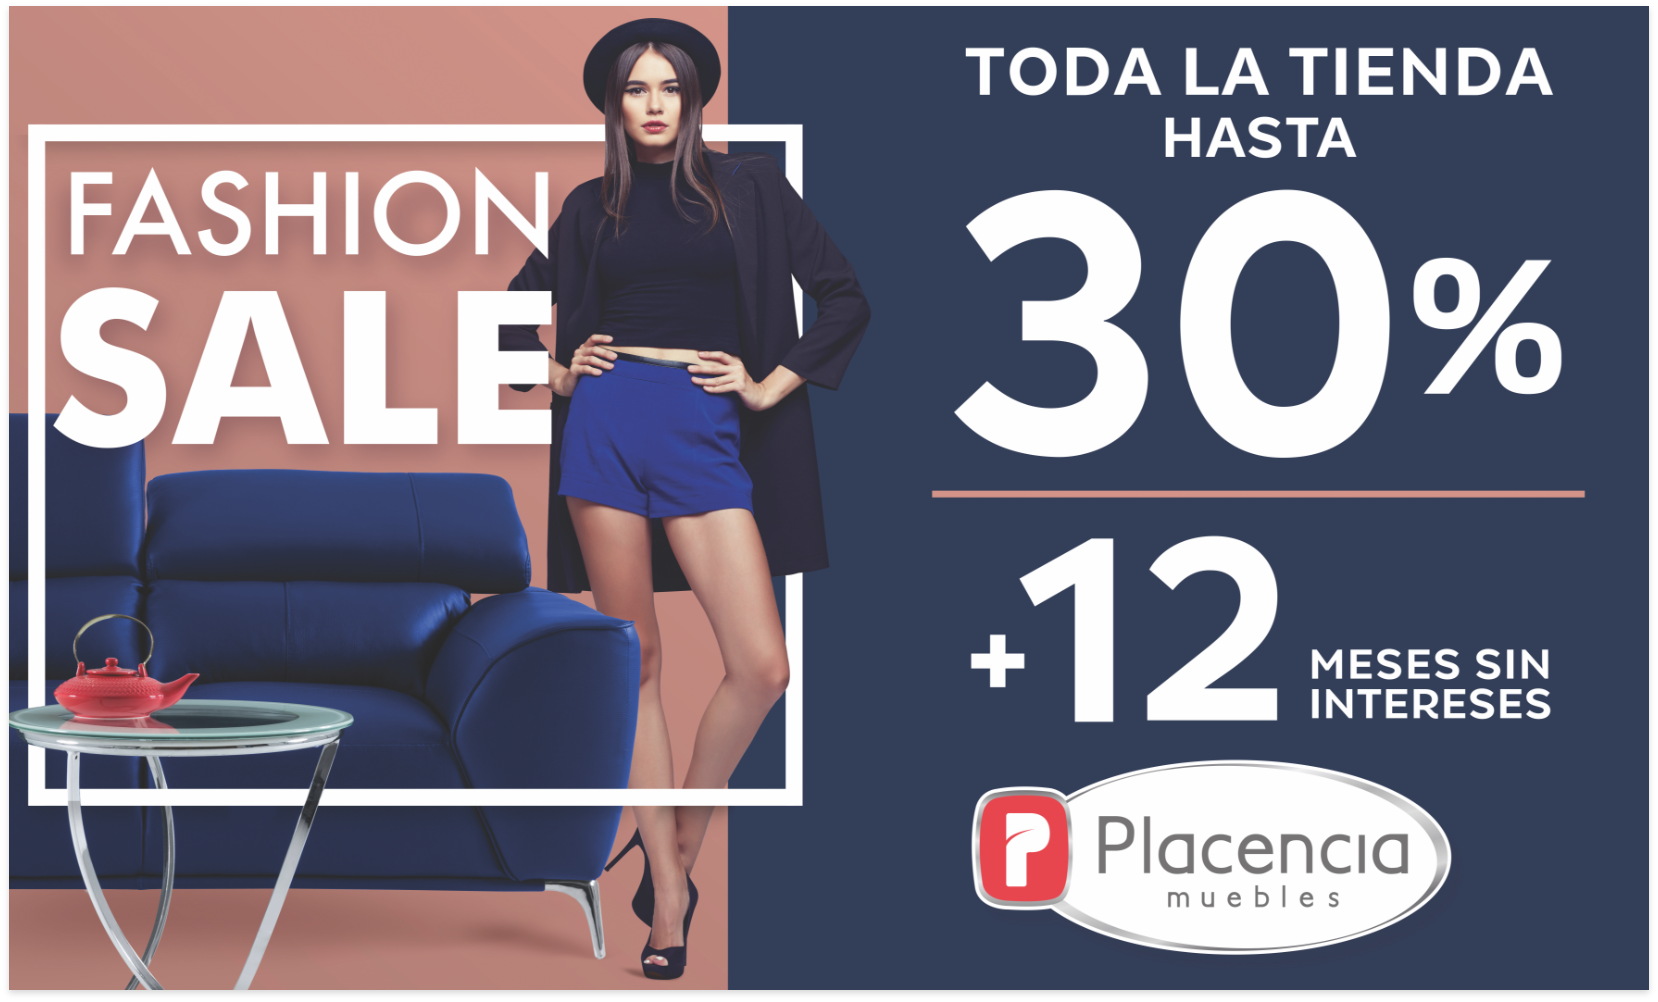 FASHION
SALE
TODA LA TIENDA
HASTA
30%
+12 MESES SIN
INTERESES
P Placencia
muebles